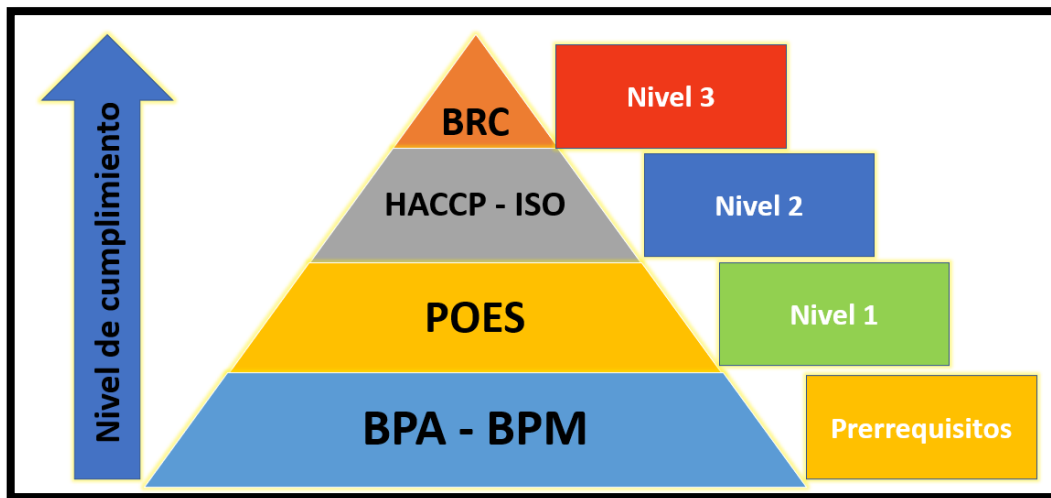 Nivel de cumplimiento
BRC
Nivel 3
HACCP - ISO
Nivel 2
POES
Nivel 1
BPA - BPM
Prerrequisitos